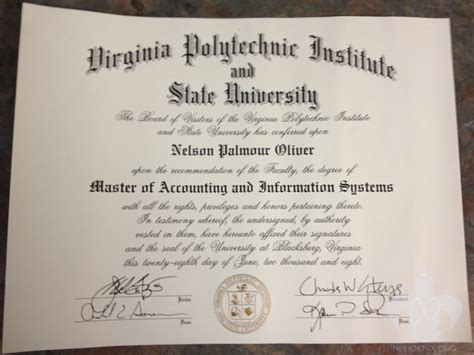 Virginia Polytechnic Institute
and
State University
The Board of Visitors of the Virginia Polytechnic Institute
and State University has conferred upon
Nelson Palmour Oliver
upon the recommendation of the Faculty, the degree of
Master of Accounting and Information Systems
with all the rights, privileges and honors pertaining thereto.
In testimony whereof, the undersigned, by authority
vested in them, have hereunto affixed their signatures
and the seal of the University at Blacksburg, Virginia
this twenty-eighth day of June, two thousand and eight.
Charles W. Steger
Rector
President
NPHOENIX.ORG